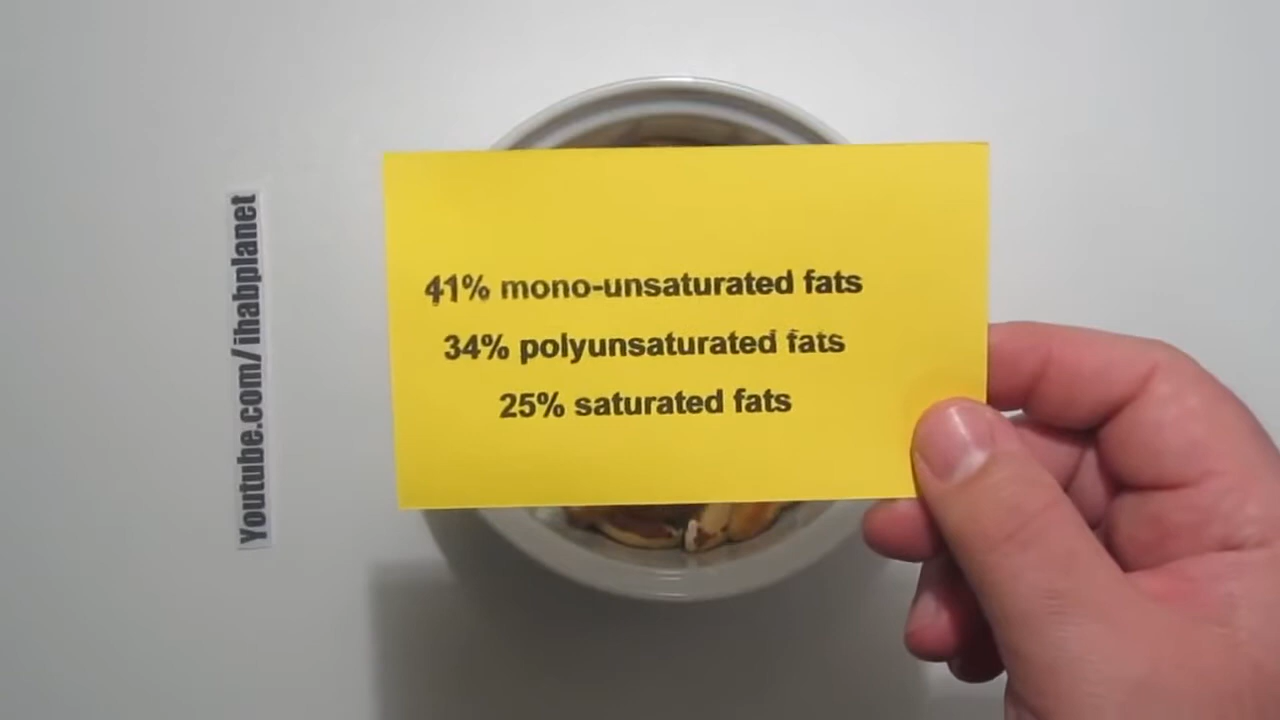 Youtube.com/ihabplanet
41% mono-unsaturated fats
34% polyunsaturated fats
25% saturated fats